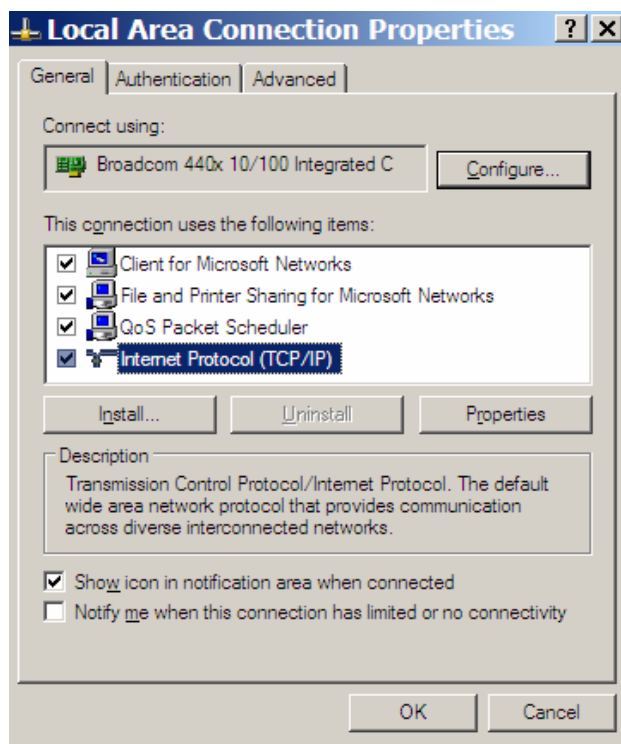 Local Area Connection Properties
General Authentication Advanced
Connect using:
Broadcom 440x 10/100 Integrated C
Configure...
This connection uses the following items:
Client for Microsoft Networks
File and Printer Sharing for Microsoft Networks
QoS Packet Scheduler
Internet Protocol (TCP/IP)
Install... Uninstall Properties
Description
Transmission Control Protocol/Internet Protocol. The default
wide area network protocol that provides communication
across diverse interconnected networks.
Show icon in notification area when connected
Notify me when this connection has limited or no connectivity
OK Cancel